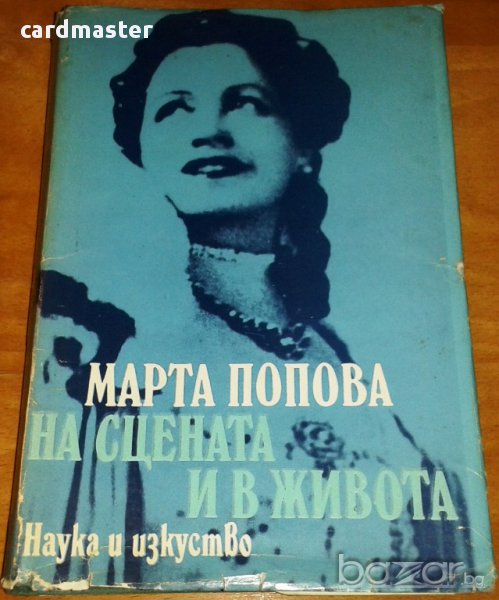 cardmaster
МАРТА ПОПОВА
НА СЦЕНАТА
И В ЖИВОТА
Наука и изкуство
bazar.bg